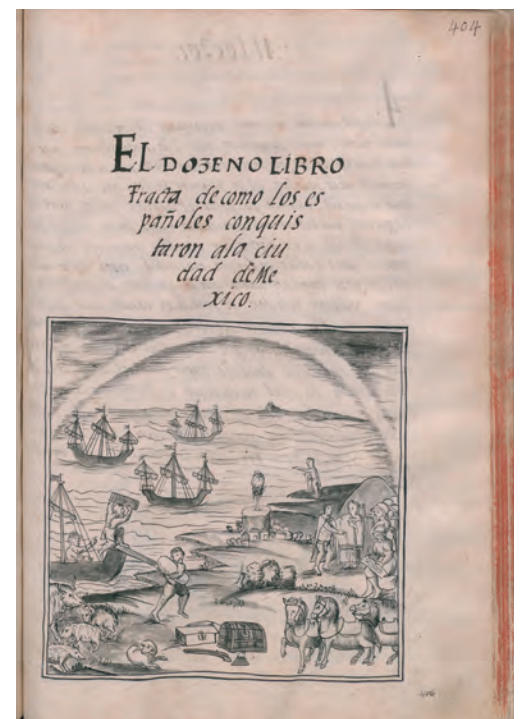 404
EL DOZENO LIBRO
Tracta de como los es
pañoles conquis
taron ala ciu
dad de Me
xico.